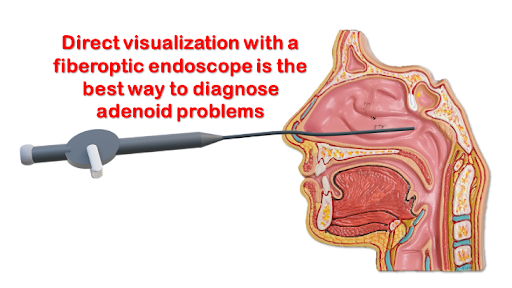 Direct visualization with a
fiberoptic endoscope is the
best way to diagnose
adenoid problems